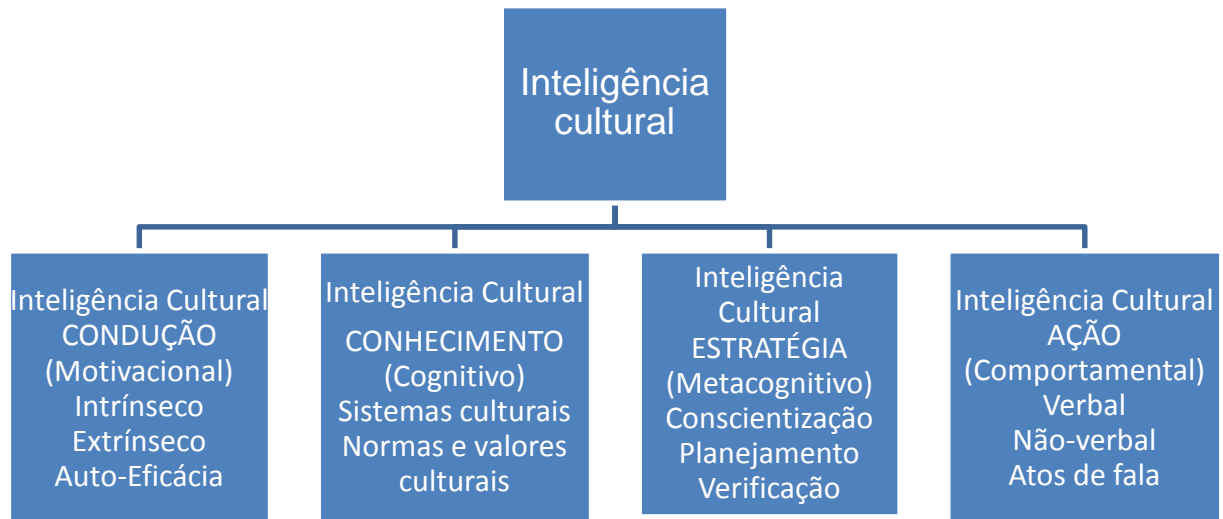 Inteligência
cultural
Inteligência Cultural
CONDUÇÃO
(Motivacional)
Intrínseco
Extrínseco
Auto-Eficácia
Inteligência Cultural
CONHECIMENTO
(Cognitivo)
Sistemas culturais
Normas e valores
culturais
Inteligência
Cultural
ESTRATÉGIA
(Metacognitivo)
Conscientização
Planejamento
Verificação
Inteligência Cultural
AÇÃO
(Comportamental)
Verbal
Não-verbal
Atos de fala